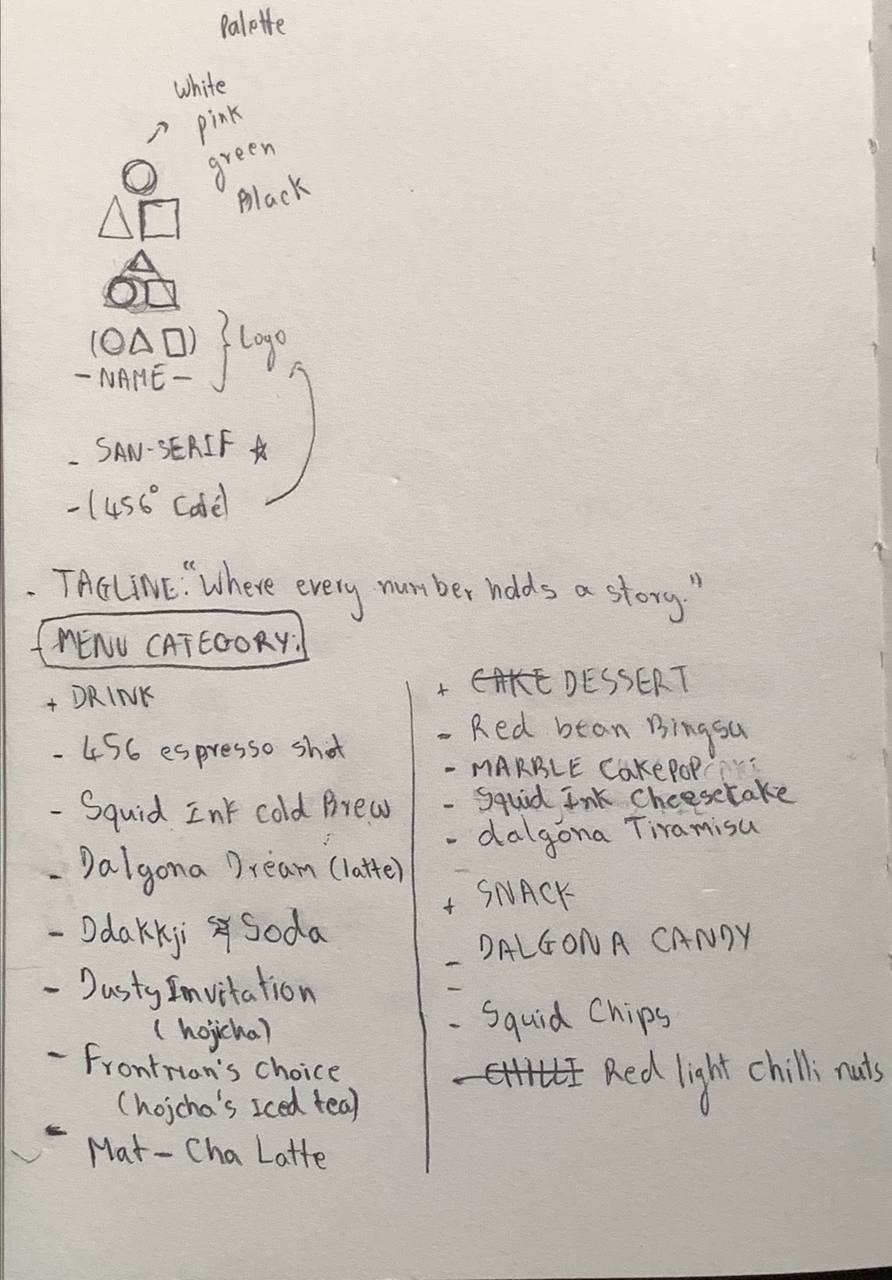 Palette
White
pink
green
Black
(○△□) } Logo
- NAME -
- SAN-SERIF ☆
- (456° Café)
- TAGLINE: "Where every number holds a story."
- MENU CATEGORY:
+ DRINK
- 456 espresso shot
- Squid Ink cold Brew
- Dalgona Dream (latte)
- Ddakkji Soda
- Dusty Invitation
(hojicha)
- Frontman's choice
(hojcha's Iced tea)
- Mat-Cha Latte
+ CAKE DESSERT
- Red bean Bingsu
- MARBLE CakePOP
- Squid Ink Cheesecake
- dalgona Tiramisu
+ SNACK
- DALGONA CANDY
-
- Squid Chips
- CHILLI Red light chilli nuts